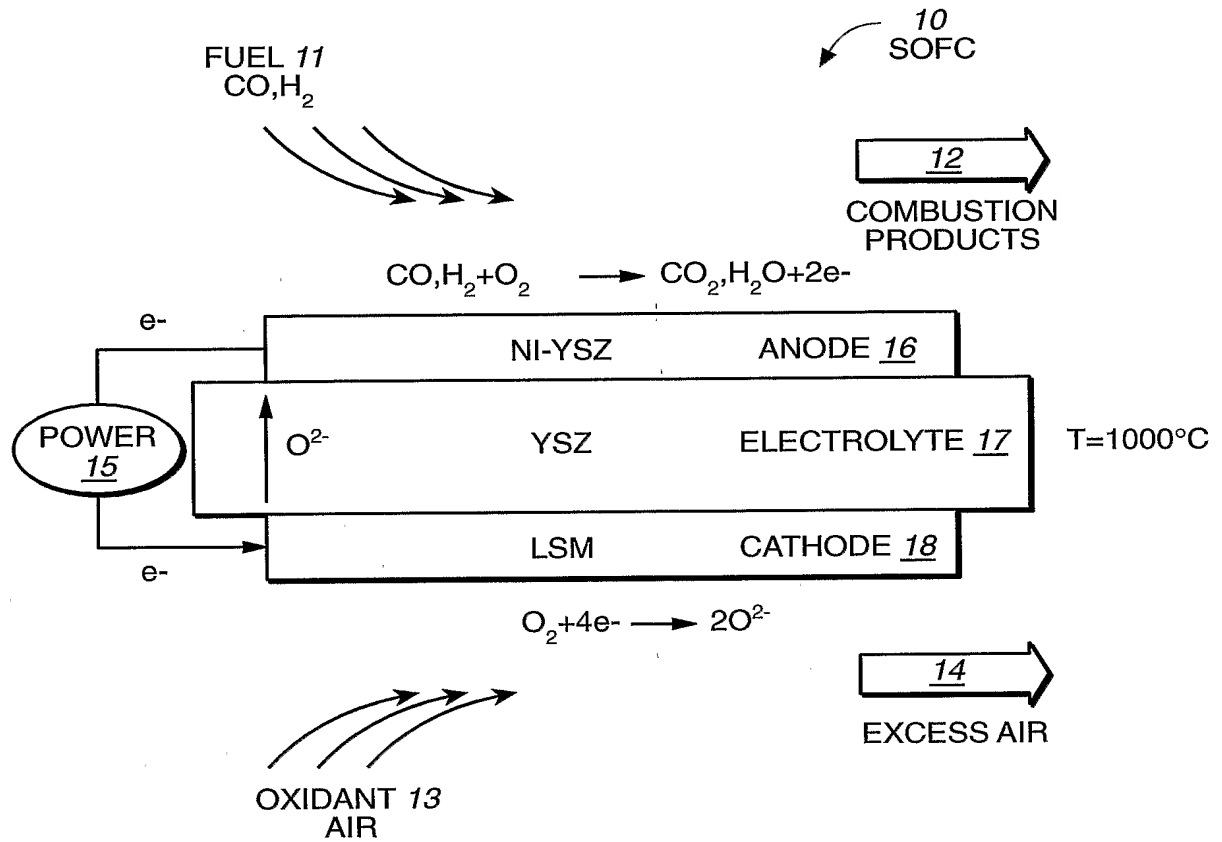 10
SOFC
FUEL 11
CO,H₂
12
COMBUSTION
PRODUCTS
CO,H₂+O₂ → CO₂,H₂O+2e-
e-
NI-YSZ ANODE 16
POWER
15
O²⁻
YSZ ELECTROLYTE 17
T=1000°C
LSM CATHODE 18
e-
O₂+4e- → 2O²⁻
14
EXCESS AIR
OXIDANT 13
AIR